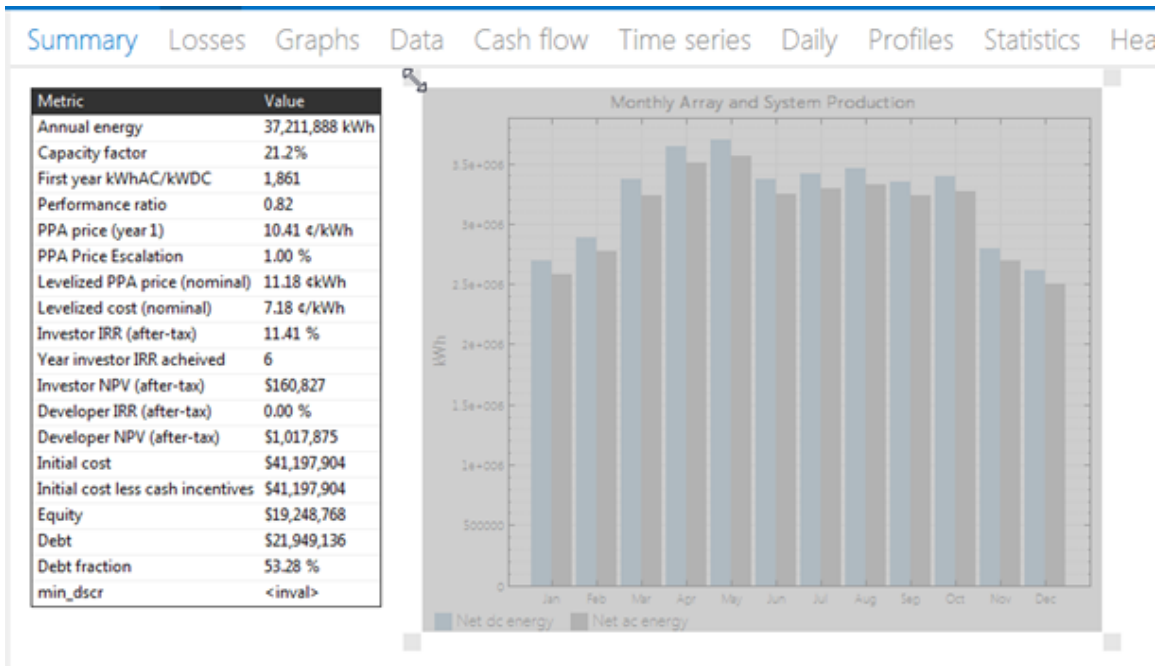 Summary Losses Graphs Data Cash flow Time series Daily Profiles Statistics Hea
Metric Value
Annual energy 37,211,888 kWh
Capacity factor 21.2%
First year kWhAC/kWDC 1,861
Performance ratio 0.82
PPA price (year 1) 10.41 ¢/kWh
PPA Price Escalation 1.00 %
Levelized PPA price (nominal) 11.18 ¢kWh
Levelized cost (nominal) 7.18 ¢/kWh
Investor IRR (after-tax) 11.41 %
Year investor IRR acheived 6
Investor NPV (after-tax) $160,827
Developer IRR (after-tax) 0.00 %
Developer NPV (after-tax) $1,017,875
Initial cost $41,197,904
Initial cost less cash incentives $41,197,904
Equity $19,248,768
Debt $21,949,136
Debt fraction 53.28 %
min_dscr <inval>
Monthly Array and System Production
3.5e+006
3e+006
2.5e+006
2e+006
1.5e+006
1e+006
500000
0
kWh
Jan Feb Mar Apr May Jun Jul Aug Sep Oct Nov Dec
Net dc energy Net ac energy